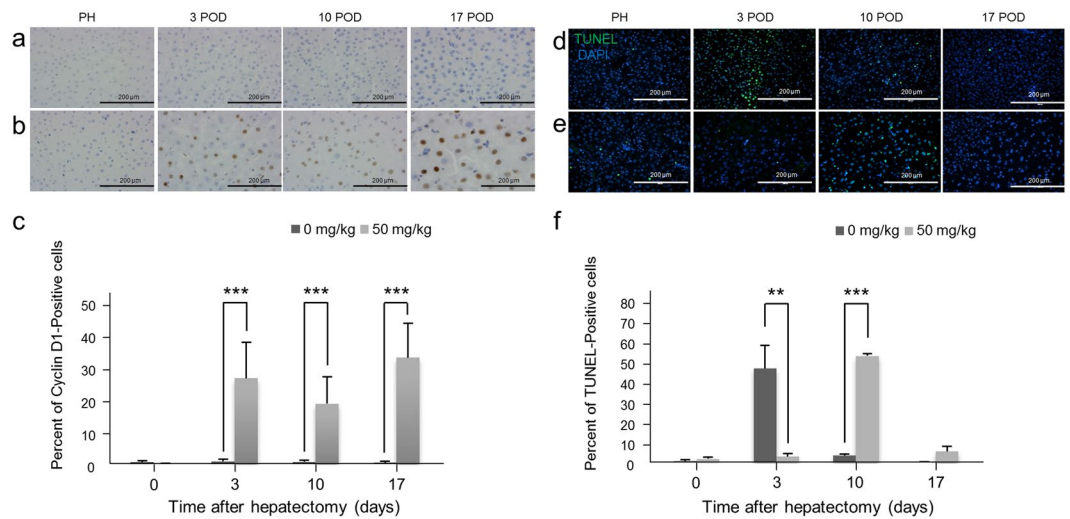 PH 3 POD 10 POD 17 POD
a
200 µm 200 µm 200 µm 200 µm
b
200 µm 200 µm 200 µm 200 µm
c
0 mg/kg 50 mg/kg
Percent of Cyclin D1-Positive cells
50
40
30
20
10
0
*** *** ***
0 3 10 17
Time after hepatectomy (days)
PH 3 POD 10 POD 17 POD
d
TUNEL
DAPI
200 µm 200 µm 200 µm 200 µm
e
200 µm 200 µm 200 µm 200 µm
f
0 mg/kg 50 mg/kg
Percent of TUNEL-Positive cells
80
70
60
50
40
30
20
10
0
** ***
0 3 10 17
Time after hepatectomy (days)